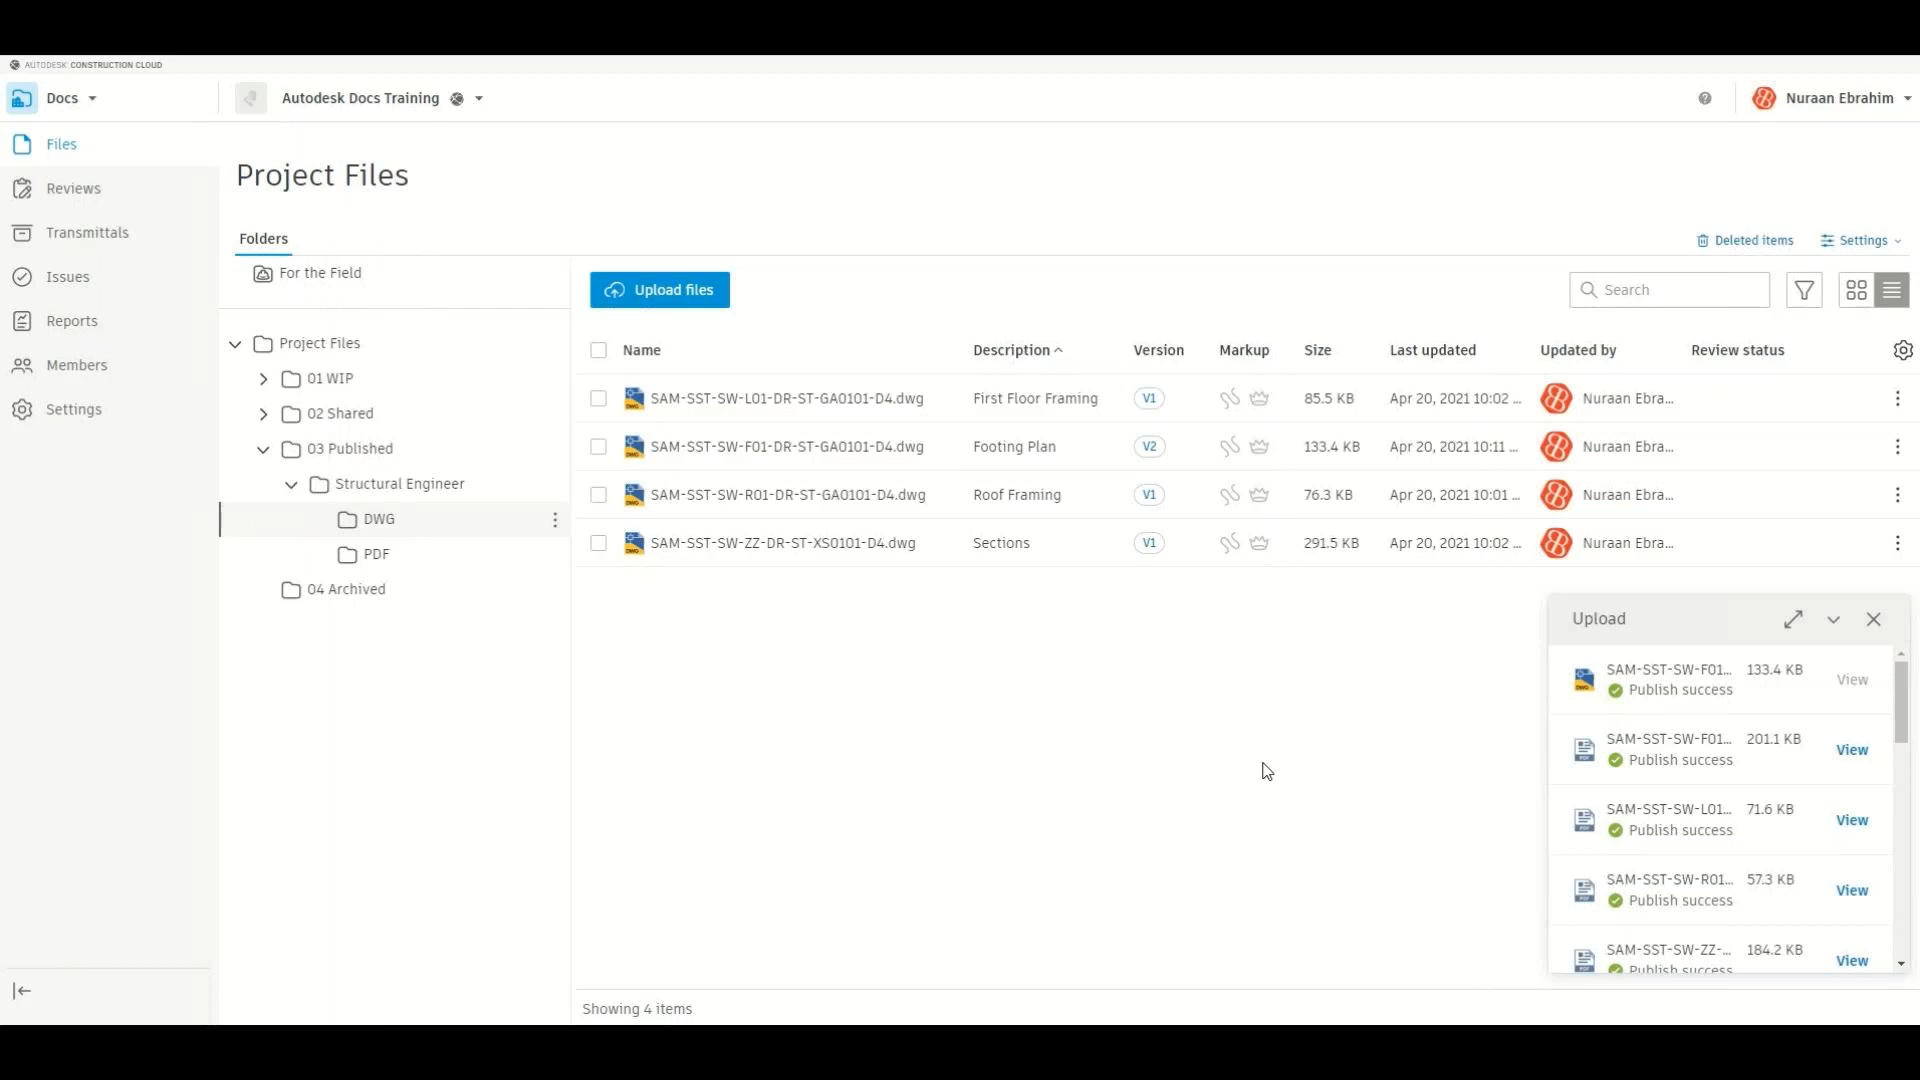 AUTODESK CONSTRUCTION CLOUD
Docs
Autodesk Docs Training
Nuraan Ebrahim
Files
Reviews
Transmittals
Issues
Reports
Members
Settings
Project Files
Folders
Deleted items
Settings
For the Field
Project Files
01 WIP
02 Shared
03 Published
Structural Engineer
DWG
PDF
04 Archived
Upload files
Search
Name Description Version Markup Size Last updated Updated by Review status
SAM-SST-SW-L01-DR-ST-GA0101-D4.dwg First Floor Framing V1 85.5 KB Apr 20, 2021 10:02 ... Nuraan Ebra...
SAM-SST-SW-F01-DR-ST-GA0101-D4.dwg Footing Plan V2 133.4 KB Apr 20, 2021 10:11 ... Nuraan Ebra...
SAM-SST-SW-R01-DR-ST-GA0101-D4.dwg Roof Framing V1 76.3 KB Apr 20, 2021 10:01 ... Nuraan Ebra...
SAM-SST-SW-ZZ-DR-ST-XS0101-D4.dwg Sections V1 291.5 KB Apr 20, 2021 10:02 ... Nuraan Ebra...
Upload
SAM-SST-SW-F01... 133.4 KB
Publish success View
SAM-SST-SW-F01... 201.1 KB
Publish success View
SAM-SST-SW-L01... 71.6 KB
Publish success View
SAM-SST-SW-R01... 57.3 KB
Publish success View
SAM-SST-SW-ZZ-... 184.2 KB
Publish success View
Showing 4 items